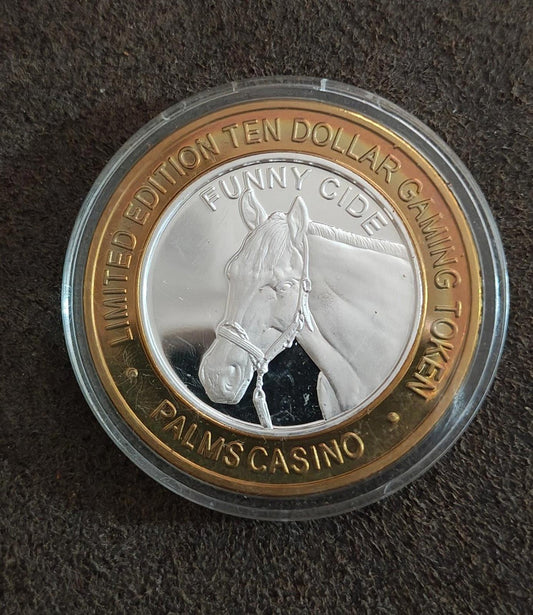 LIMITED EDITION TEN DOLLAR GAMING TOKEN
FUNNY CIDE
• PALMS CASINO •